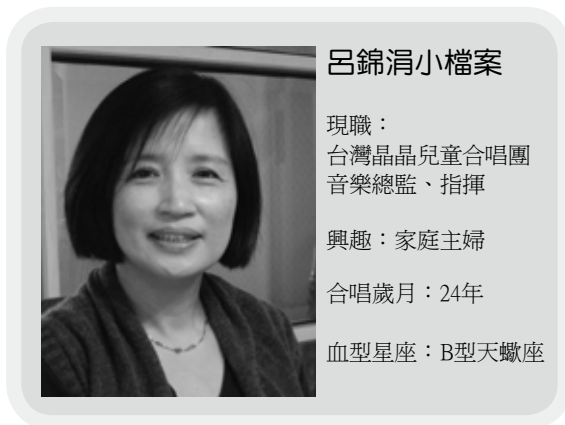 呂錦涓小檔案
現職：
台灣晶晶兒童合唱團
音樂總監、指揮
興趣：家庭主婦
合唱歲月：24年
血型星座：B型天蠍座